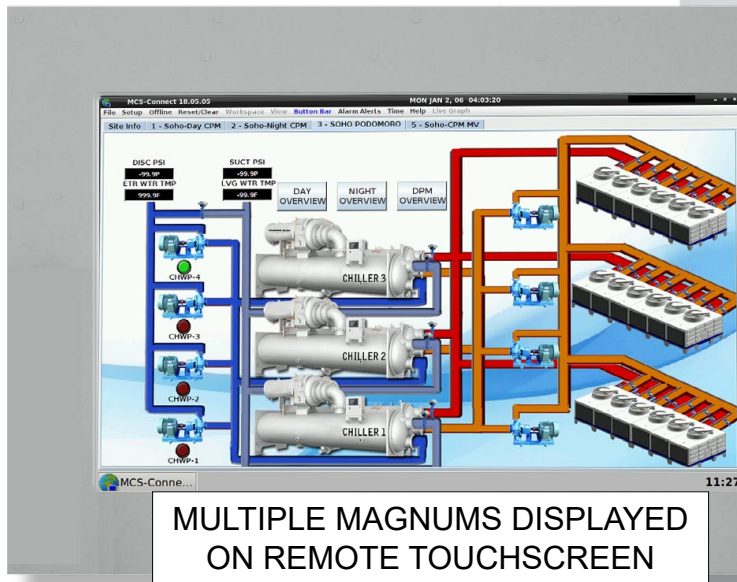 MCS-Connect 18.05.05 MON JAN 2, 06 04:03:20
File Setup Offline Reset/Clear Workspace View Button Bar Alarm Alerts Time Help Live Graph
Site Info 1 - Soho-Day CPM 2 - Soho-Night CPM 3 - SOHO PODOMORO 5 - Soho-CPM MV
DISC PSI SUCT PSI
-99.9P -99.9P
ETR WTR TMP LVG WTR TMP
999.9F -99.9F
DAY OVERVIEW NIGHT OVERVIEW DPM OVERVIEW
CHWP-4
CHILLER 3
CHWP-3
CHILLER 2
CHWP-2
CHILLER 1
CHWP-1
MCS-Conne... 11:27
MULTIPLE MAGNUMS DISPLAYED
ON REMOTE TOUCHSCREEN